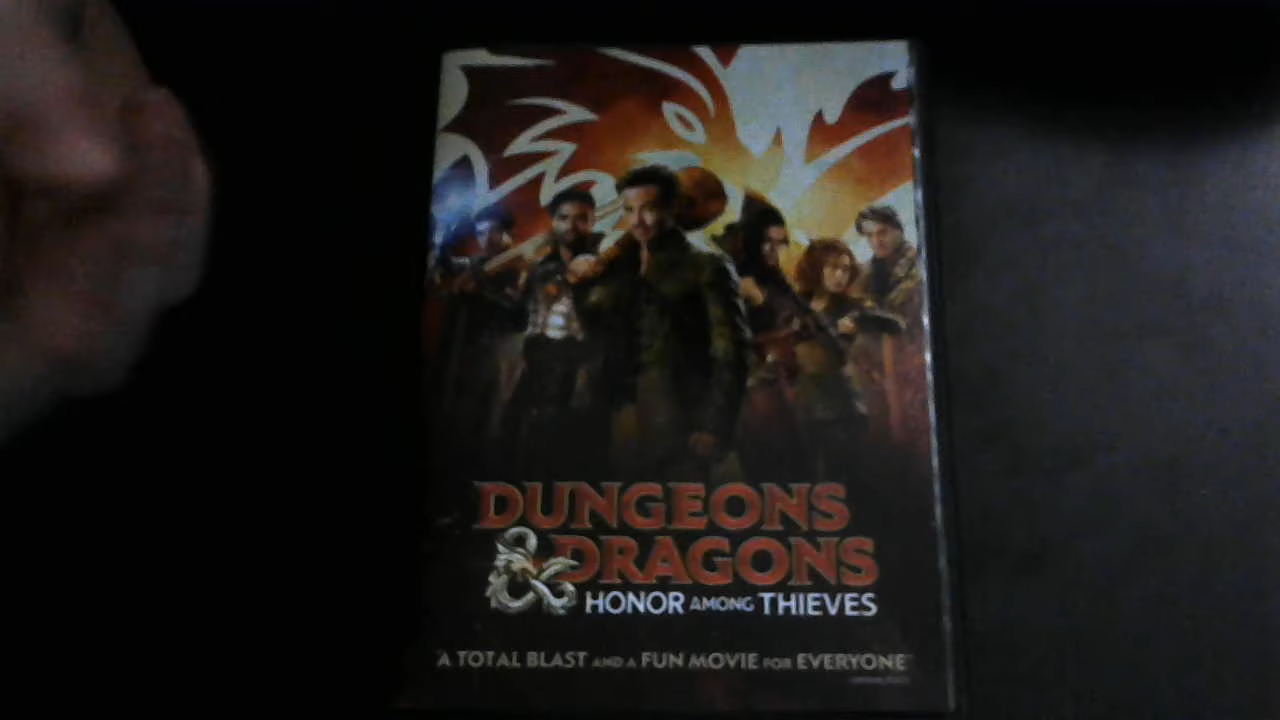 DUNGEONS
& DRAGONS
HONOR AMONG THIEVES
"A TOTAL BLAST AND A FUN MOVIE FOR EVERYONE"